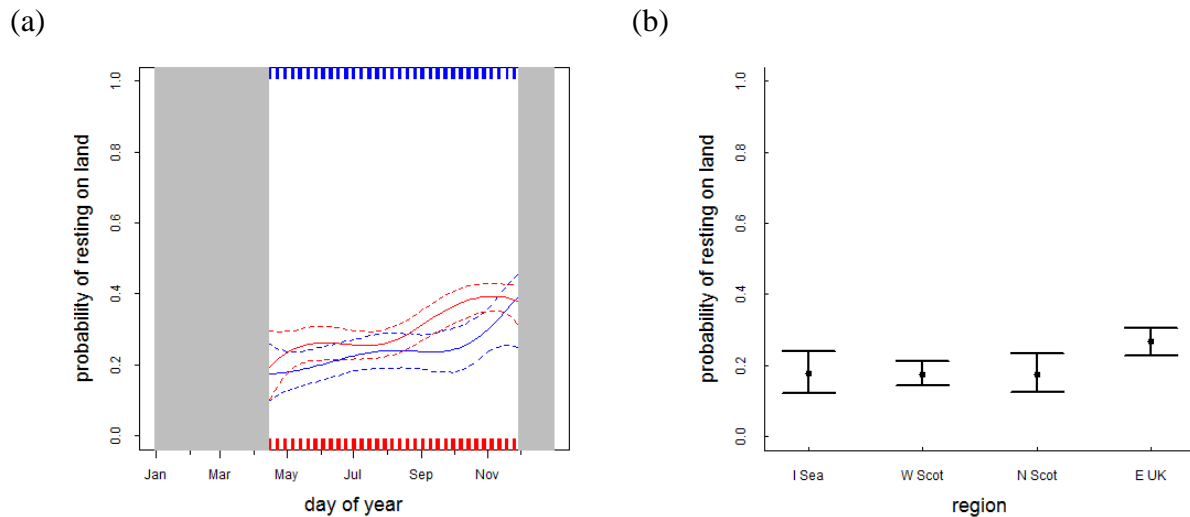 (a)
probability of resting on land
1.0
0.8
0.6
0.4
0.2
0.0
Jan Mar May Jul Sep Nov
day of year
(b)
probability of resting on land
1.0
0.8
0.6
0.4
0.2
0.0
I Sea W Scot N Scot E UK
region